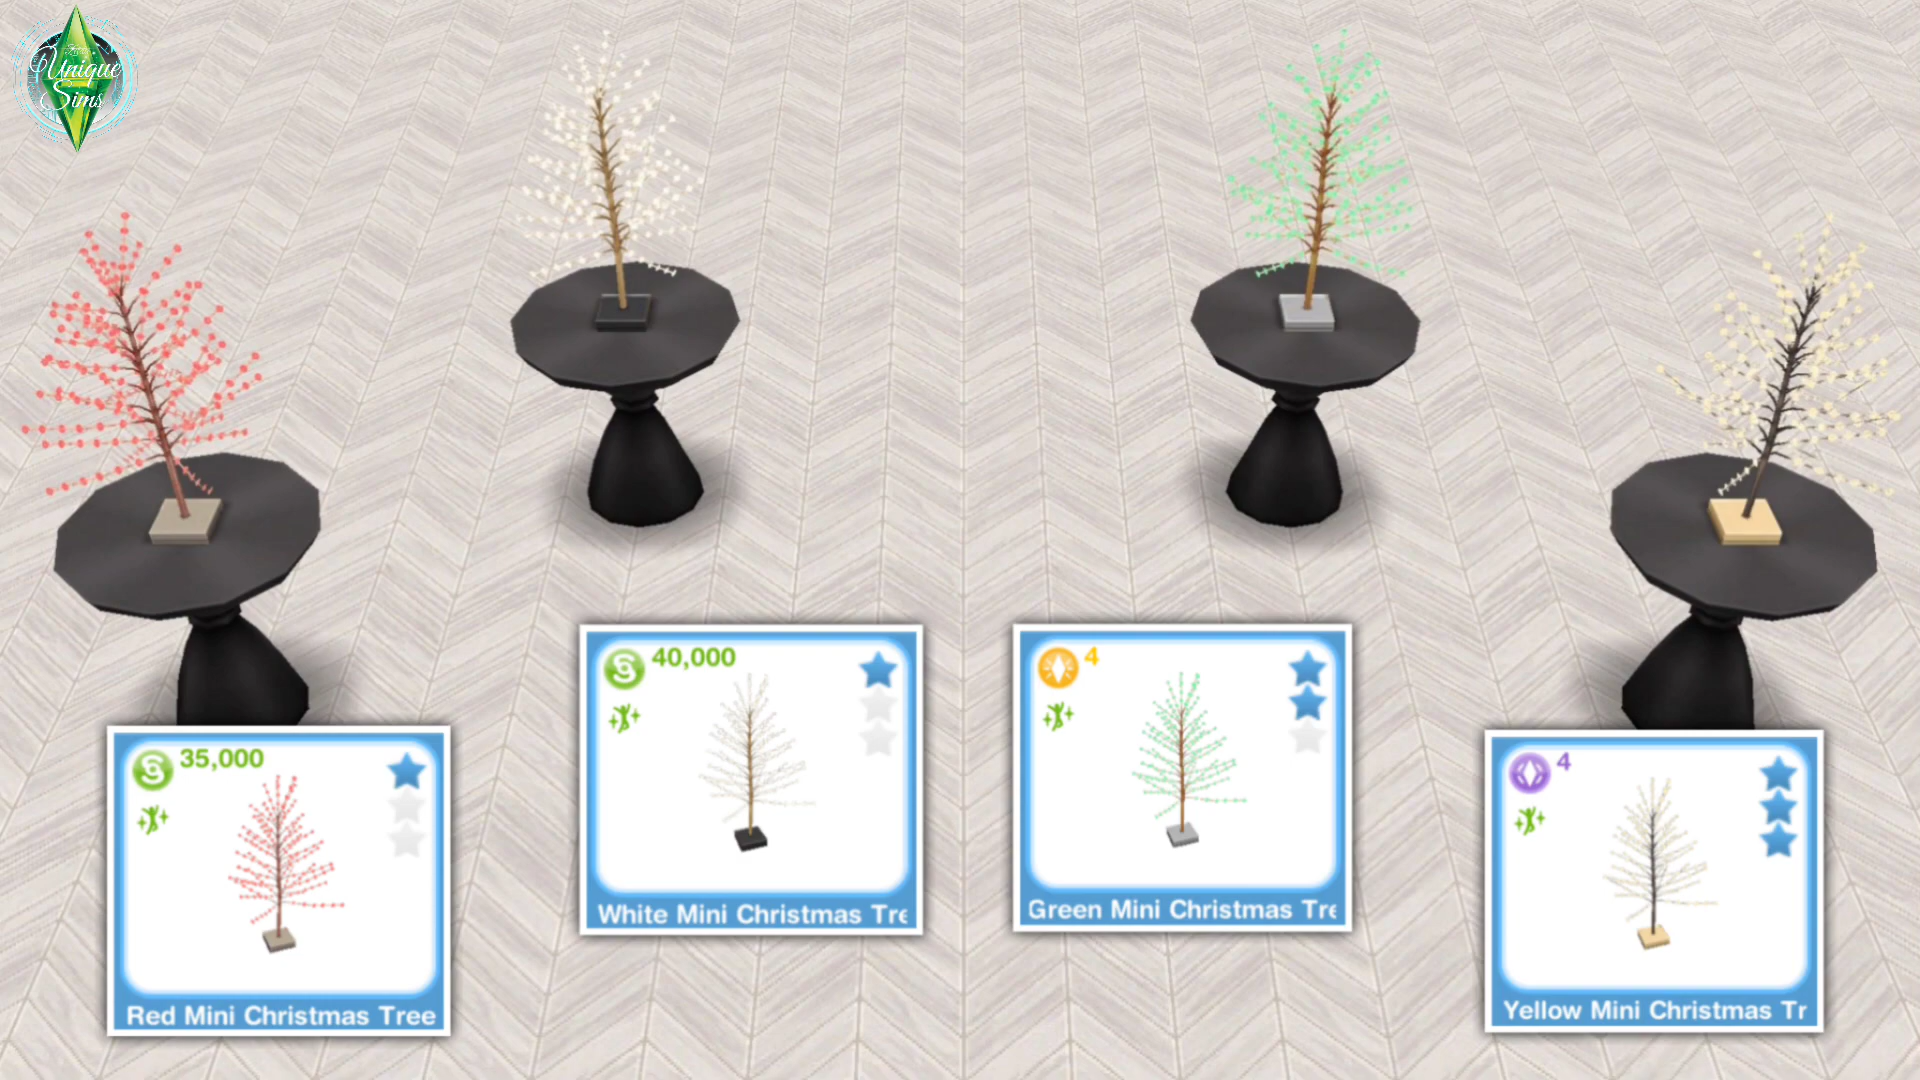 Unique
Sims
40,000
White Mini Christmas Tre
4
Green Mini Christmas Tre
35,000
Red Mini Christmas Tree
4
Yellow Mini Christmas Tr